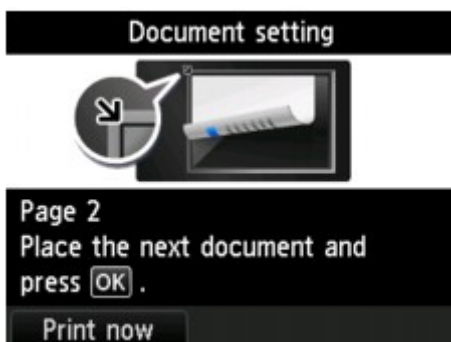 Document setting
Page 2
Place the next document and
press OK .
Print now